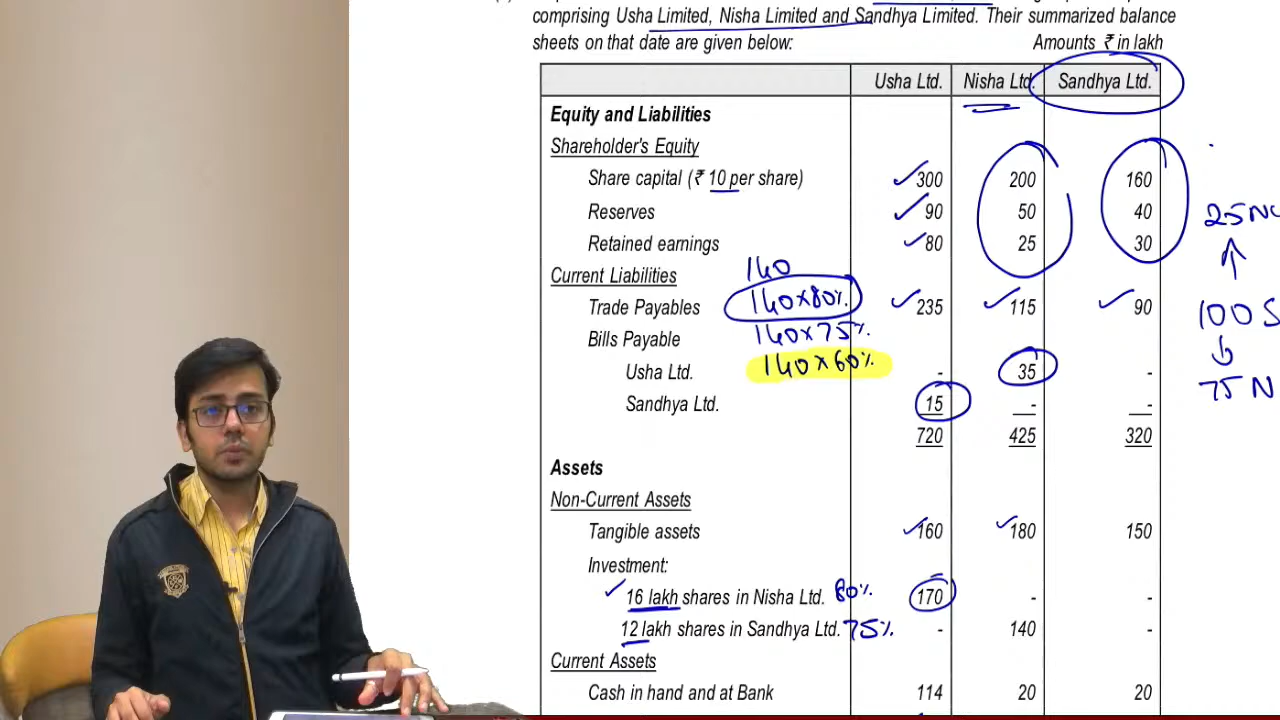 comprising Usha Limited, Nisha Limited and Sandhya Limited. Their summarized balance
sheets on that date are given below: Amounts ₹ in lakh
Usha Ltd. Nisha Ltd. Sandhya Ltd.
Equity and Liabilities
Shareholder's Equity
Share capital (₹ 10 per share) 300 200 160
Reserves 90 50 40 25 NC
Retained earnings 80 25 30
140
Current Liabilities
140×80%
Trade Payables 235 115 90 100 S
140×75%
Bills Payable
140×60%
Usha Ltd. - 35 -
75 N
Sandhya Ltd. 15 - -
720 425 320
Assets
Non-Current Assets
Tangible assets 160 180 150
Investment:
16 lakh shares in Nisha Ltd. 80% 170 - -
12 lakh shares in Sandhya Ltd. 75% - 140 -
Current Assets
Cash in hand and at Bank 114 20 20